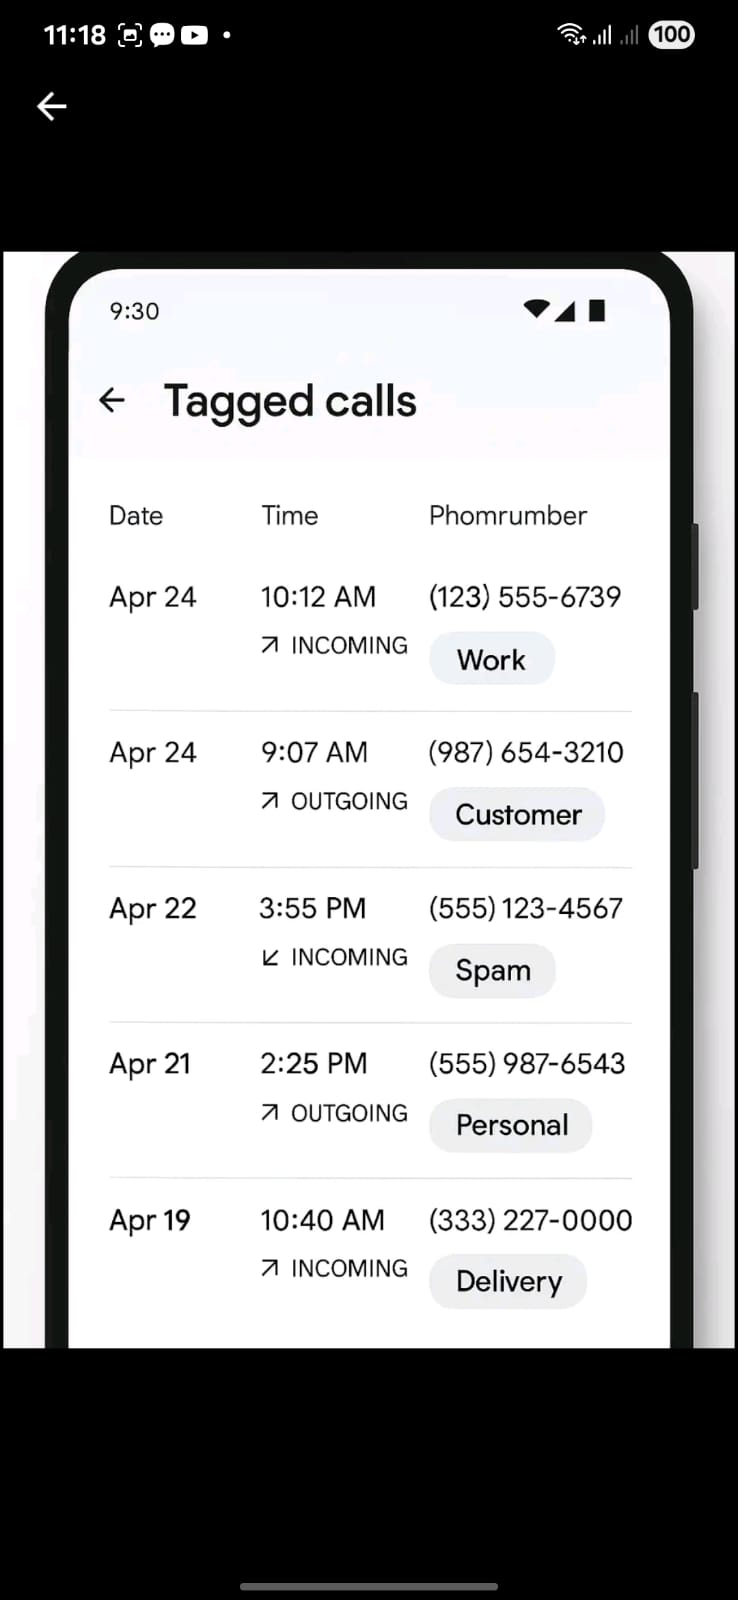 11:18
100
9:30
Tagged calls
Date Time Phomrumber
Apr 24 10:12 AM (123) 555-6739
INCOMING Work
Apr 24 9:07 AM (987) 654-3210
OUTGOING Customer
Apr 22 3:55 PM (555) 123-4567
INCOMING Spam
Apr 21 2:25 PM (555) 987-6543
OUTGOING Personal
Apr 19 10:40 AM (333) 227-0000
INCOMING Delivery